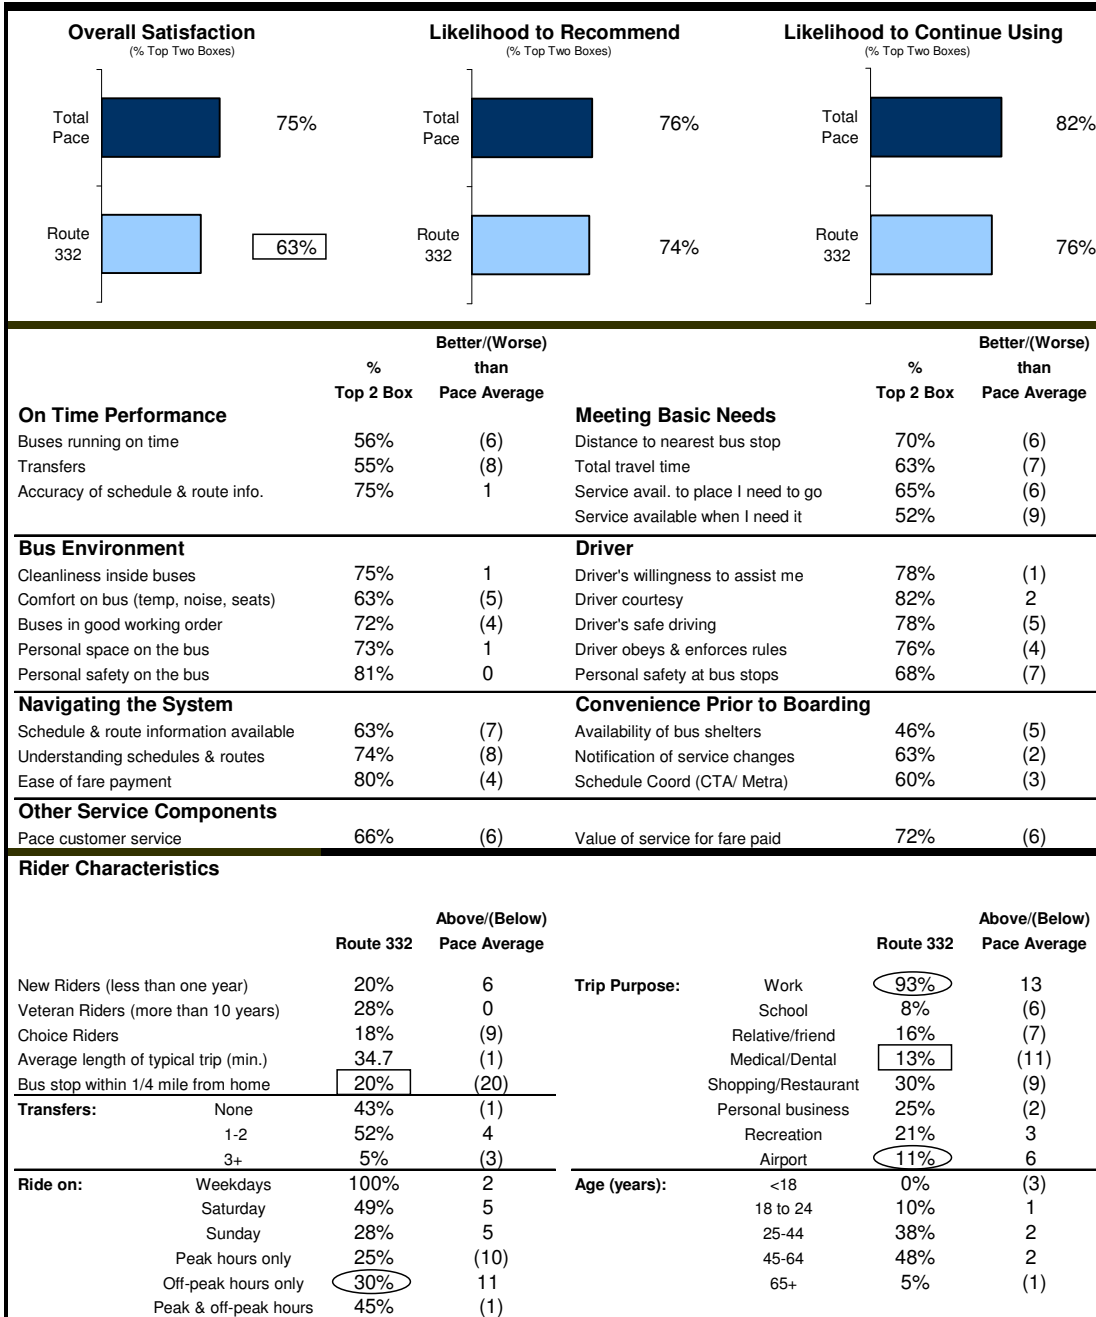 Overall Satisfaction
(% Top Two Boxes)
Total Pace 75%
Route 332 63%
Likelihood to Recommend
(% Top Two Boxes)
Total Pace 76%
Route 332 74%
Likelihood to Continue Using
(% Top Two Boxes)
Total Pace 82%
Route 332 76%
% Top 2 Box Better/(Worse) than Pace Average
On Time Performance
Buses running on time 56% (6)
Transfers 55% (8)
Accuracy of schedule & route info. 75% 1
% Top 2 Box Better/(Worse) than Pace Average
Meeting Basic Needs
Distance to nearest bus stop 70% (6)
Total travel time 63% (7)
Service avail. to place I need to go 65% (6)
Service available when I need it 52% (9)
Bus Environment
Cleanliness inside buses 75% 1
Comfort on bus (temp, noise, seats) 63% (5)
Buses in good working order 72% (4)
Personal space on the bus 73% 1
Personal safety on the bus 81% 0
Driver
Driver's willingness to assist me 78% (1)
Driver courtesy 82% 2
Driver's safe driving 78% (5)
Driver obeys & enforces rules 76% (4)
Personal safety at bus stops 68% (7)
Navigating the System
Schedule & route information available 63% (7)
Understanding schedules & routes 74% (8)
Ease of fare payment 80% (4)
Convenience Prior to Boarding
Availability of bus shelters 46% (5)
Notification of service changes 63% (2)
Schedule Coord (CTA/ Metra) 60% (3)
Other Service Components
Pace customer service 66% (6)
Value of service for fare paid 72% (6)
Rider Characteristics
Route 332 Above/(Below) Pace Average
New Riders (less than one year) 20% 6
Veteran Riders (more than 10 years) 28% 0
Choice Riders 18% (9)
Average length of typical trip (min.) 34.7 (1)
Bus stop within 1/4 mile from home 20% (20)
Transfers: None 43% (1)
1-2 52% 4
3+ 5% (3)
Ride on: Weekdays 100% 2
Saturday 49% 5
Sunday 28% 5
Peak hours only 25% (10)
Off-peak hours only 30% 11
Peak & off-peak hours 45% (1)
Route 332 Above/(Below) Pace Average
Trip Purpose: Work 93% 13
School 8% (6)
Relative/friend 16% (7)
Medical/Dental 13% (11)
Shopping/Restaurant 30% (9)
Personal business 25% (2)
Recreation 21% 3
Airport 11% 6
Age (years): <18 0% (3)
18 to 24 10% 1
25-44 38% 2
45-64 48% 2
65+ 5% (1)